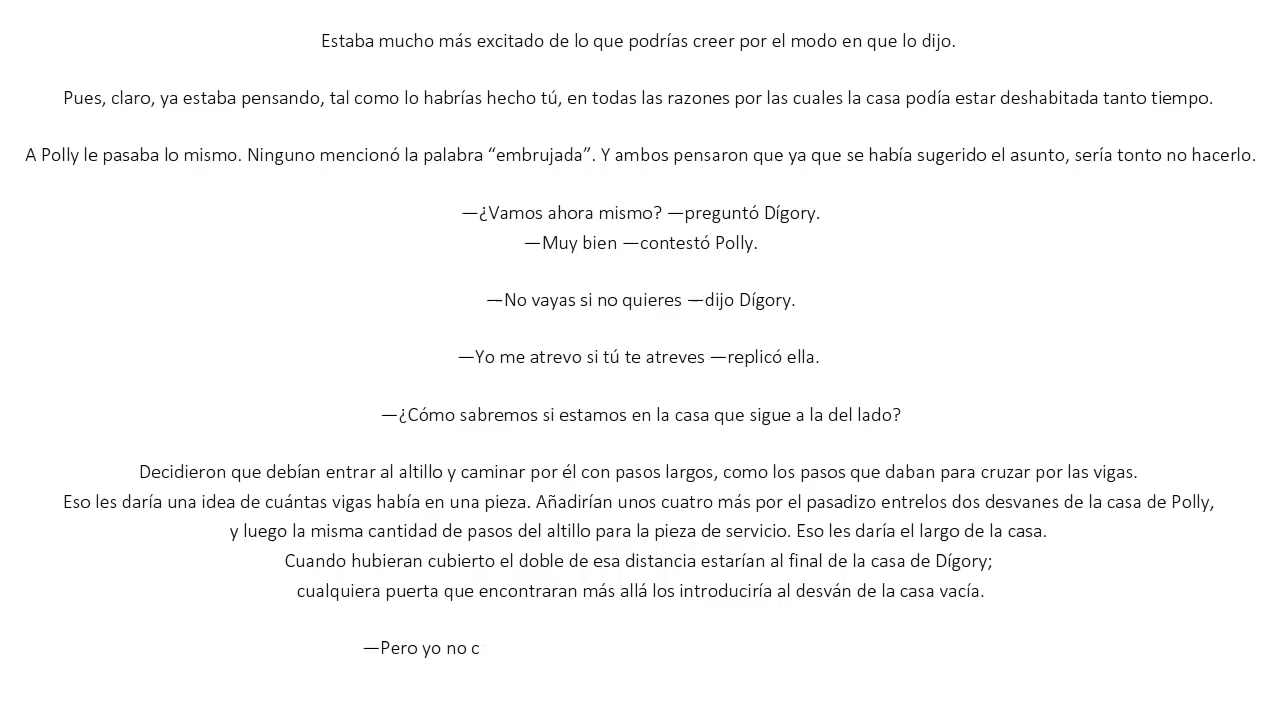 Estaba mucho más excitado de lo que podrías creer por el modo en que lo dijo.
Pues, claro, ya estaba pensando, tal como lo habrías hecho tú, en todas las razones por las cuales la casa podía estar deshabitada tanto tiempo.
A Polly le pasaba lo mismo. Ninguno mencionó la palabra “embrujada”. Y ambos pensaron que ya que se había sugerido el asunto, sería tonto no hacerlo.
—¿Vamos ahora mismo? —preguntó Dígory.
—Muy bien —contestó Polly.
—No vayas si no quieres —dijo Dígory.
—Yo me atrevo si tú te atreves —replicó ella.
—¿Cómo sabremos si estamos en la casa que sigue a la del lado?
Decidieron que debían entrar al altillo y caminar por él con pasos largos, como los pasos que daban para cruzar por las vigas.
Eso les daría una idea de cuántas vigas había en una pieza. Añadirían unos cuatro más por el pasadizo entrelos dos desvanes de la casa de Polly,
y luego la misma cantidad de pasos del altillo para la pieza de servicio. Eso les daría el largo de la casa.
Cuando hubieran cubierto el doble de esa distancia estarían al final de la casa de Dígory;
cualquiera puerta que encontraran más allá los introduciría al desván de la casa vacía.
—Pero yo no c